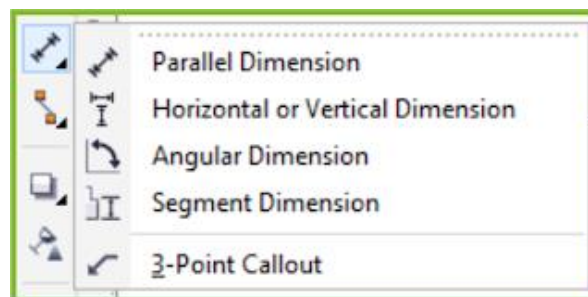 Parallel Dimension
Horizontal or Vertical Dimension
Angular Dimension
Segment Dimension
3-Point Callout